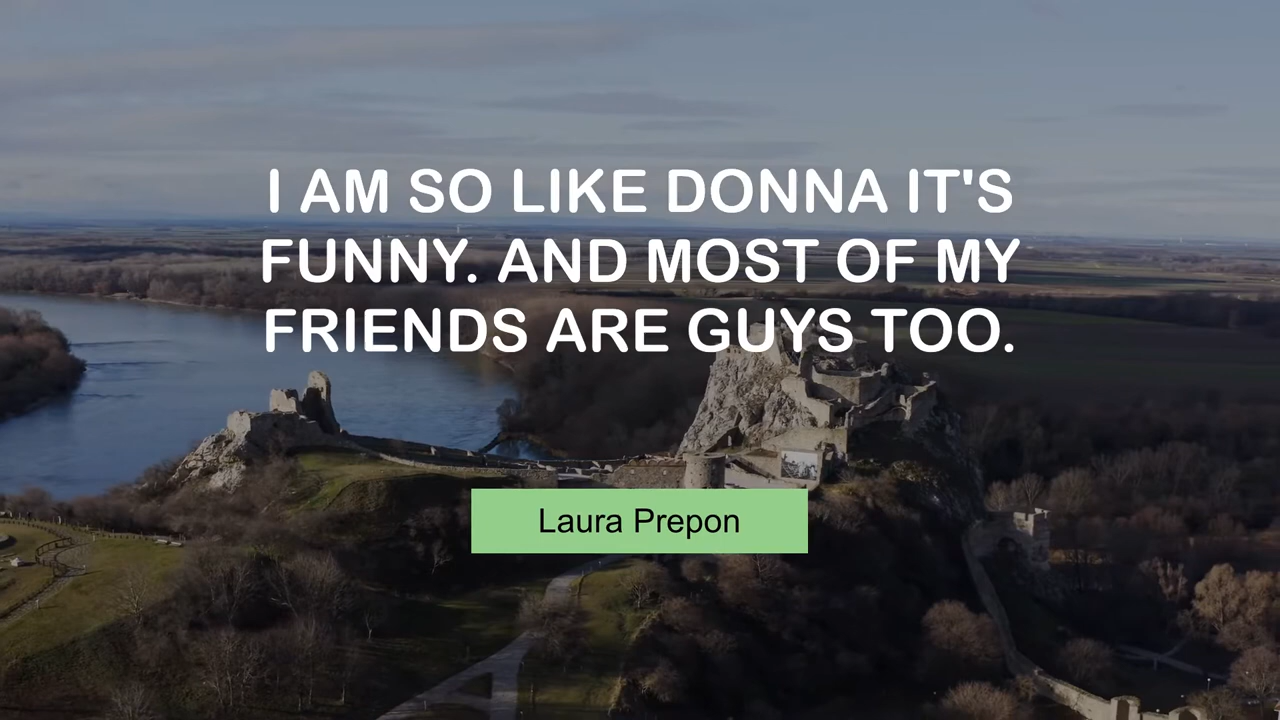 I AM SO LIKE DONNA IT'S
FUNNY. AND MOST OF MY
FRIENDS ARE GUYS TOO.
Laura Prepon